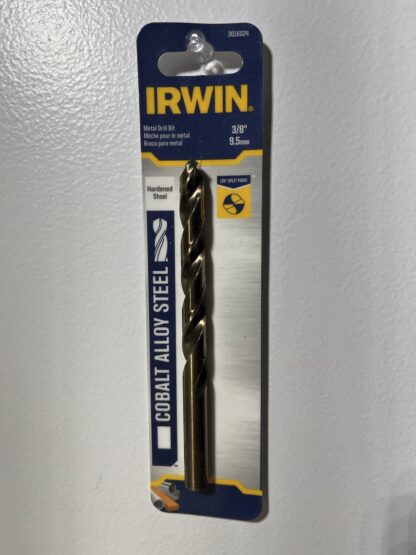 3016024
IRWIN®
Metal Drill Bit
Mèche pour le métal
Broca para metal
3/8"
9.5mm
Hardened
Steel
135° SPLIT POINT
COBALT ALLOY STEEL